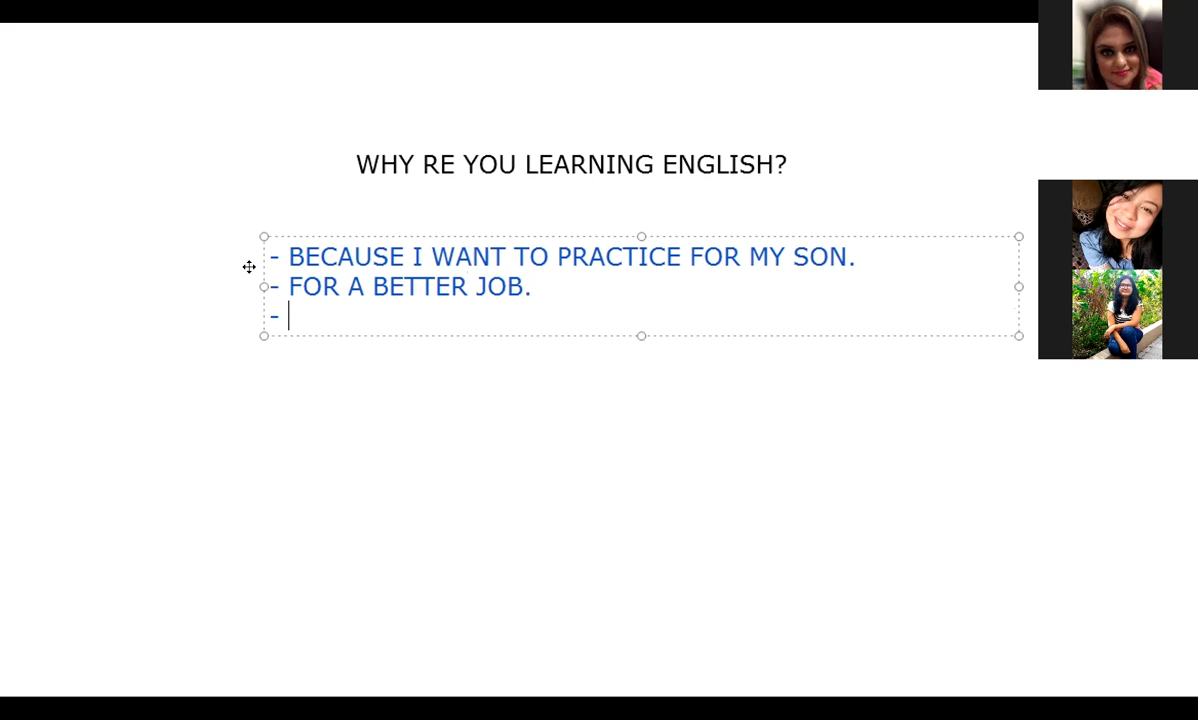 WHY RE YOU LEARNING ENGLISH?
- BECAUSE I WANT TO PRACTICE FOR MY SON.
- FOR A BETTER JOB.
-